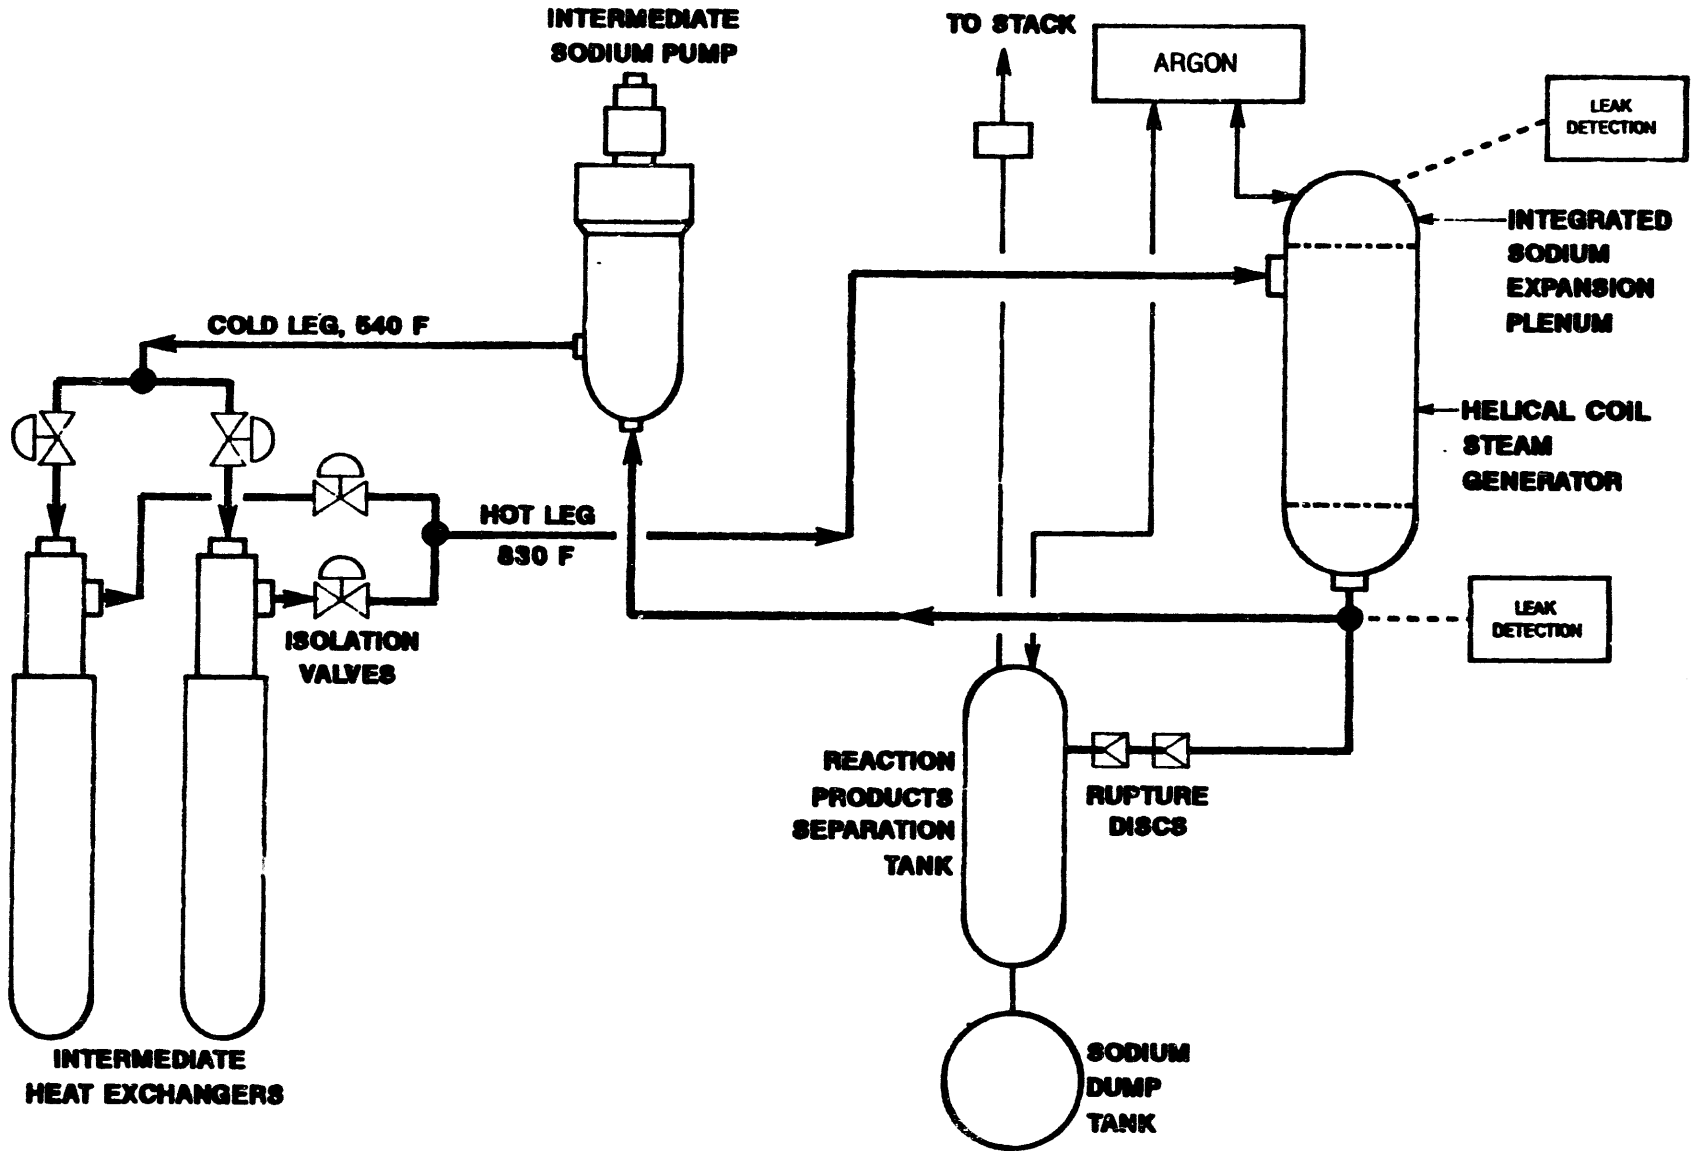 INTERMEDIATE
SODIUM PUMP
TO STACK
ARGON
LEAK
DETECTION
INTEGRATED
SODIUM
EXPANSION
PLENUM
COLD LEG, 540 F
HELICAL COIL
STEAM
GENERATOR
HOT LEG
830 F
LEAK
DETECTION
ISOLATION
VALVES
REACTION
PRODUCTS
SEPARATION
TANK
RUPTURE
DISCS
INTERMEDIATE
HEAT EXCHANGERS
SODIUM
DUMP
TANK